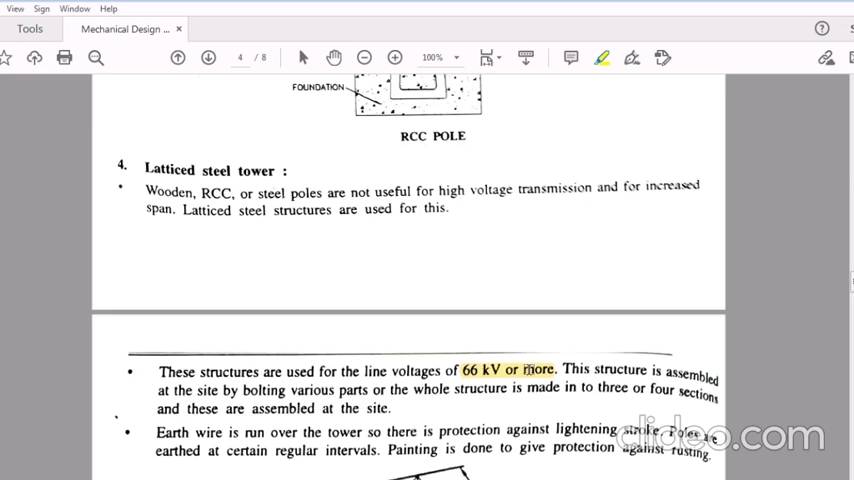 View Sign Window Help
Tools Mechanical Design ... ×
4 / 8 100%
FOUNDATION
RCC POLE
4. Latticed steel tower :
• Wooden, RCC, or steel poles are not useful for high voltage transmission and for increased
span. Latticed steel structures are used for this.
• These structures are used for the line voltages of 66 kV or more. This structure is assembled
at the site by bolting various parts or the whole structure is made in to three or four sections
and these are assembled at the site.
• Earth wire is run over the tower so there is protection against lightening stroke. Poles are
earthed at certain regular intervals. Painting is done to give protection against rusting.
clideo.com